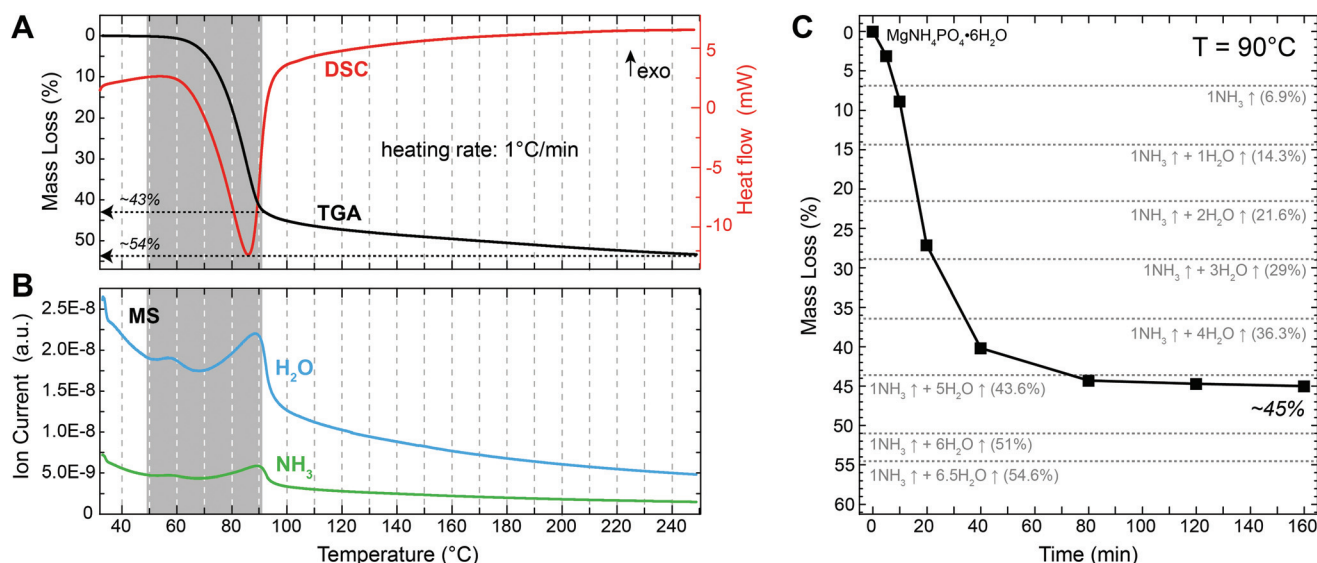 A
0
10
20
30
40
50
Mass Loss (%)
~43%
~54%
DSC
TGA
heating rate: 1°C/min
↑exo
5
0
-5
-10
Heat flow (mW)
B
MS
2.5E-8
2.0E-8
1.5E-8
1.0E-8
5.0E-9
0
Ion Current (a.u.)
H₂O
NH₃
40 60 80 100 120 140 160 180 200 220 240
Temperature (°C)
C
MgNH₄PO₄•6H₂O
T = 90°C
0
5
10
15
20
25
30
35
40
45
50
55
60
Mass Loss (%)
1NH₃ ↑ (6.9%)
1NH₃ ↑ + 1H₂O ↑ (14.3%)
1NH₃ ↑ + 2H₂O ↑ (21.6%)
1NH₃ ↑ + 3H₂O ↑ (29%)
1NH₃ ↑ + 4H₂O ↑ (36.3%)
1NH₃ ↑ + 5H₂O ↑ (43.6%)
~45%
1NH₃ ↑ + 6H₂O ↑ (51%)
1NH₃ ↑ + 6.5H₂O ↑ (54.6%)
0 20 40 60 80 100 120 140 160
Time (min)